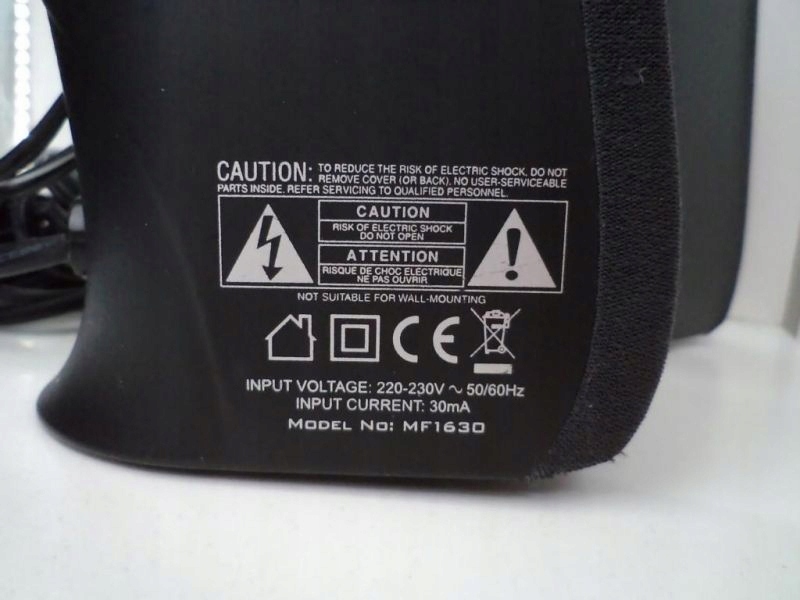 CAUTION: TO REDUCE THE RISK OF ELECTRIC SHOCK, DO NOT
REMOVE COVER (OR BACK). NO USER-SERVICEABLE
PARTS INSIDE. REFER SERVICING TO QUALIFIED PERSONNEL.
CAUTION
RISK OF ELECTRIC SHOCK
DO NOT OPEN
ATTENTION
RISQUE DE CHOC ELECTRIQUE
NE PAS OUVRIR
NOT SUITABLE FOR WALL-MOUNTING
CE
INPUT VOLTAGE: 220-230V ~ 50/60Hz
INPUT CURRENT: 30mA
MODEL NO: MF1630